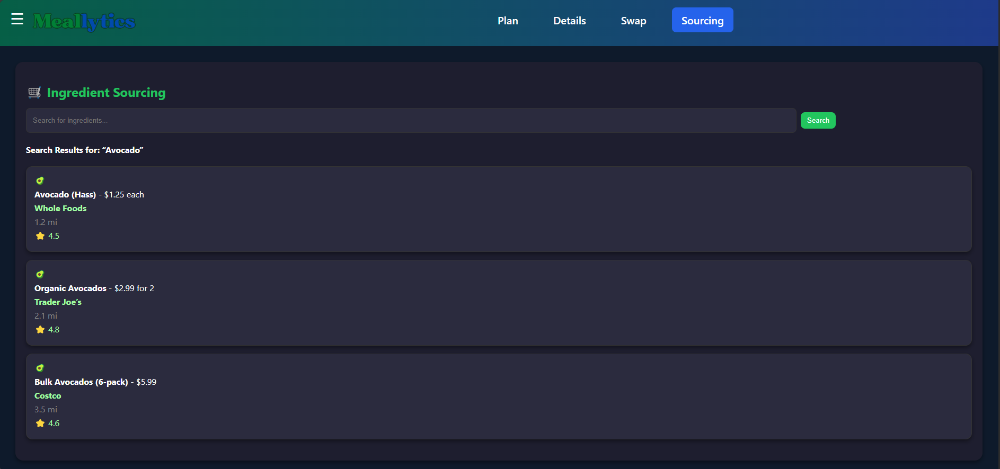 Meallytics
Plan Details Swap Sourcing
Ingredient Sourcing
Search for ingredients...
Search
Search Results for: “Avocado”
Avocado (Hass) - $1.25 each
Whole Foods
1.2 mi
4.5
Organic Avocados - $2.99 for 2
Trader Joe’s
2.1 mi
4.8
Bulk Avocados (6-pack) - $5.99
Costco
3.5 mi
4.6